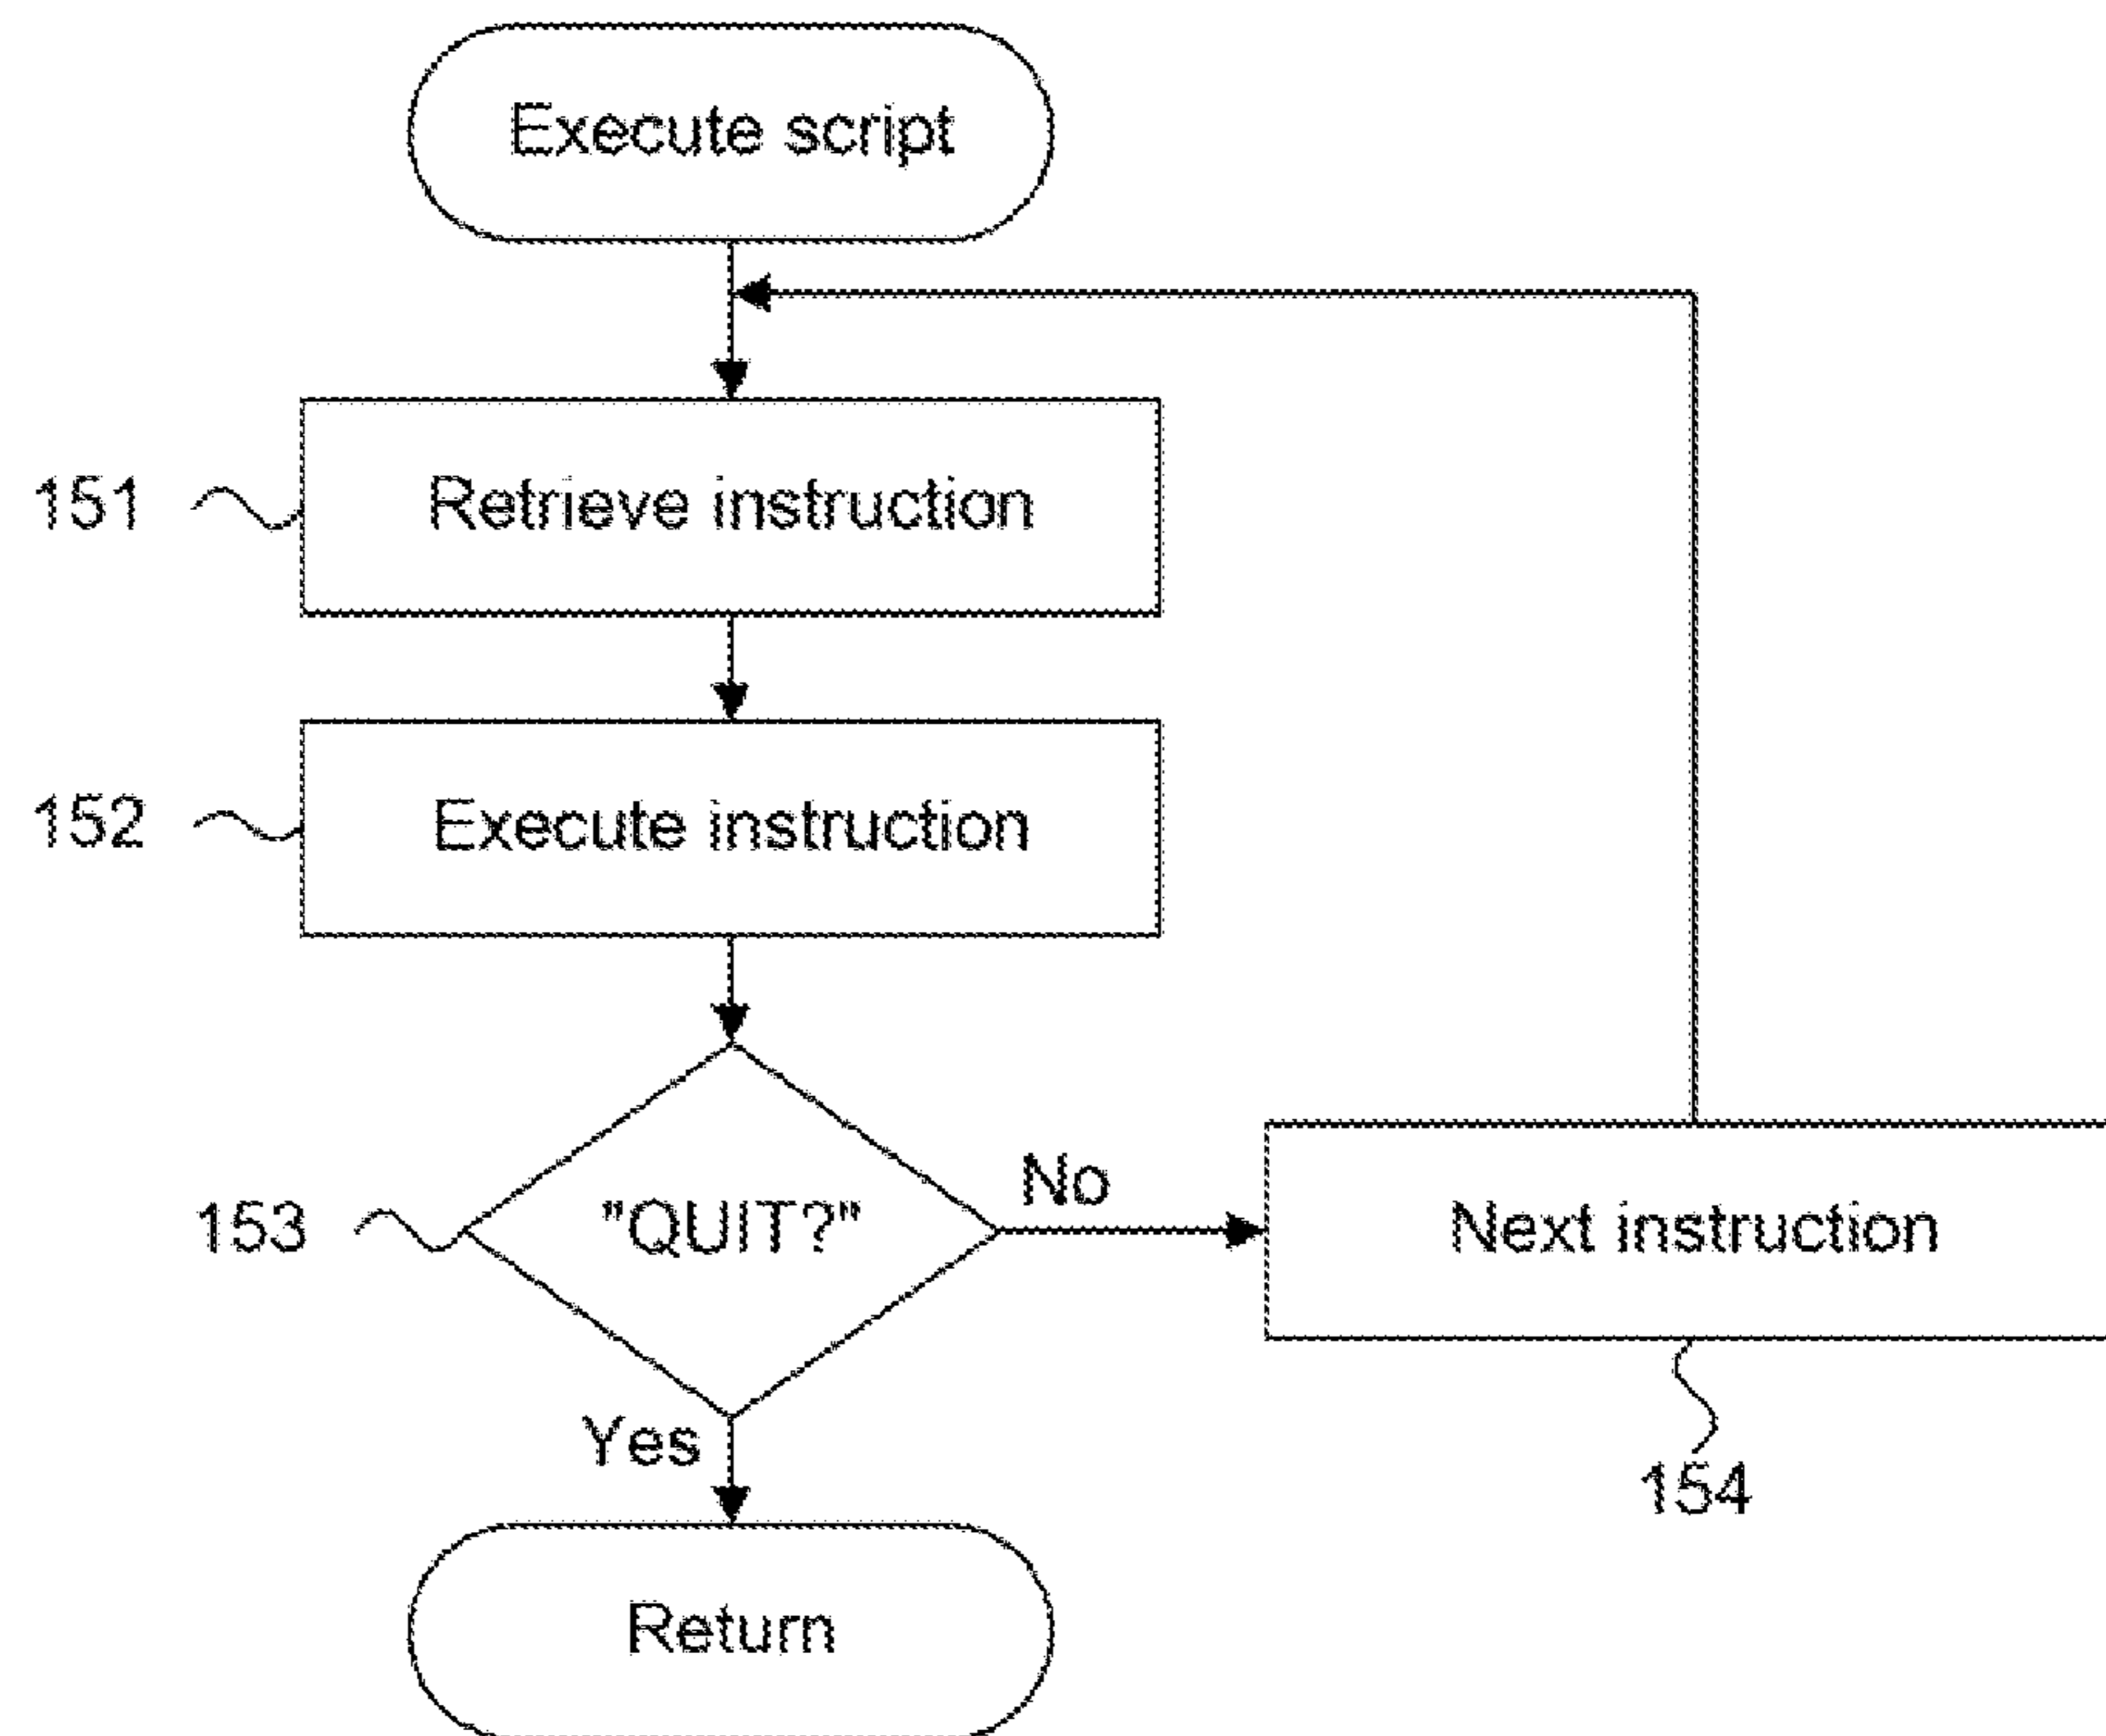 Execute script
151
Retrieve instruction
152
Execute instruction
153
"QUIT?"
No
Next instruction
Yes
154
Return